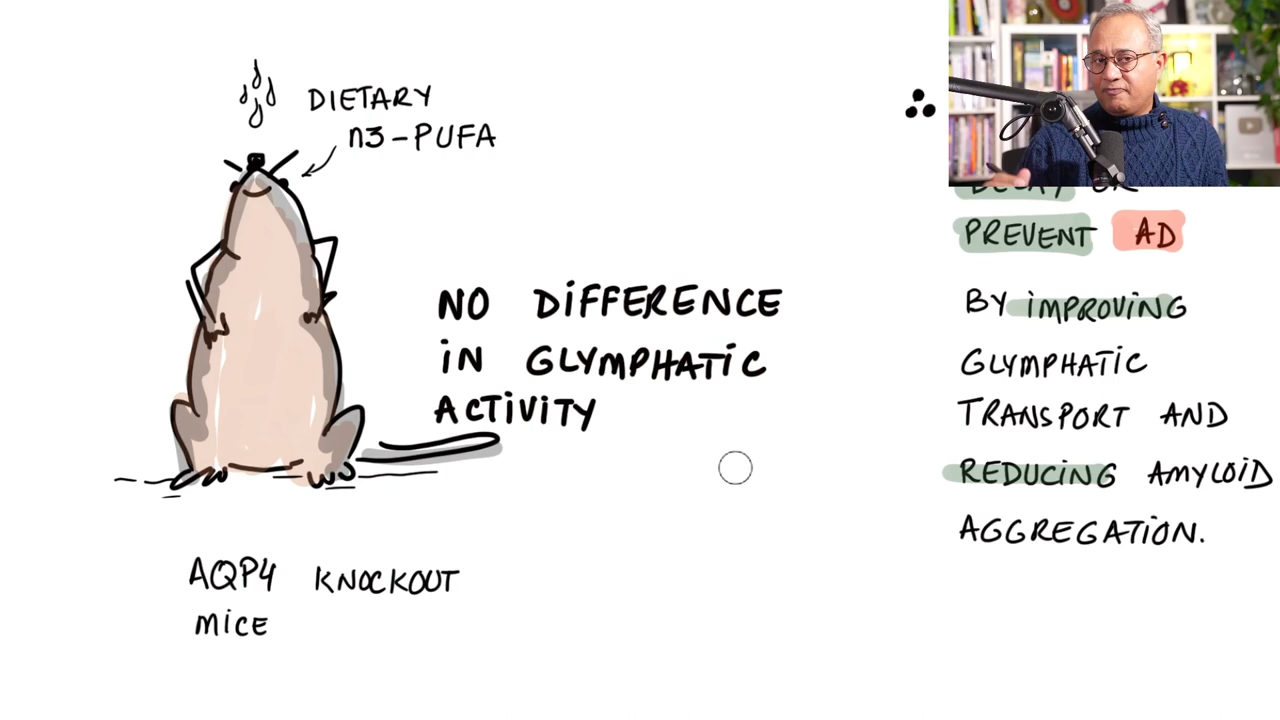 DIETARY
n3-PUFA
NO DIFFERENCE
IN GLYMPHATIC
ACTIVITY
AQP4 KNOCKOUT
MICE
∴
PREVENT AD
BY IMPROVING
GLYMPHATIC
TRANSPORT AND
REDUCING AMYLOID
AGGREGATION.